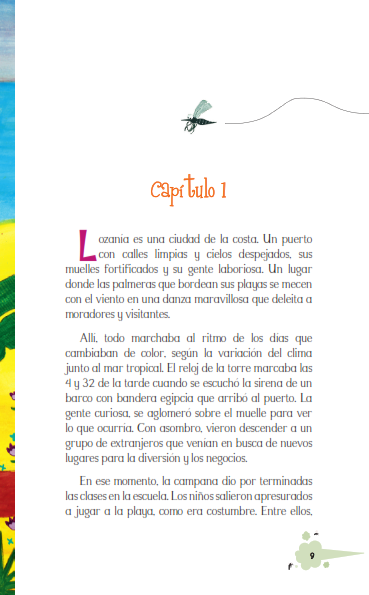 Capítulo 1
Lozania es una ciudad de la costa. Un puerto
con calles limpias y cielos despejados, sus
muelles fortificados y su gente laboriosa. Un lugar
donde las palmeras que bordean sus playas se mecen
con el viento en una danza maravillosa que deleita a
moradores y visitantes.
Allí, todo marchaba al ritmo de los días que
cambiaban de color, según la variación del clima
junto al mar tropical. El reloj de la torre marcaba las
4 y 32 de la tarde cuando se escuchó la sirena de un
barco con bandera egipcia que arribó al puerto. La
gente curiosa, se aglomeró sobre el muelle para ver
lo que ocurría. Con asombro, vieron descender a un
grupo de extranjeros que venían en busca de nuevos
lugares para la diversión y los negocios.
En ese momento, la campana dio por terminadas
las clases en la escuela. Los niños salieron apresurados
a jugar a la playa, como era costumbre. Entre ellos,
9